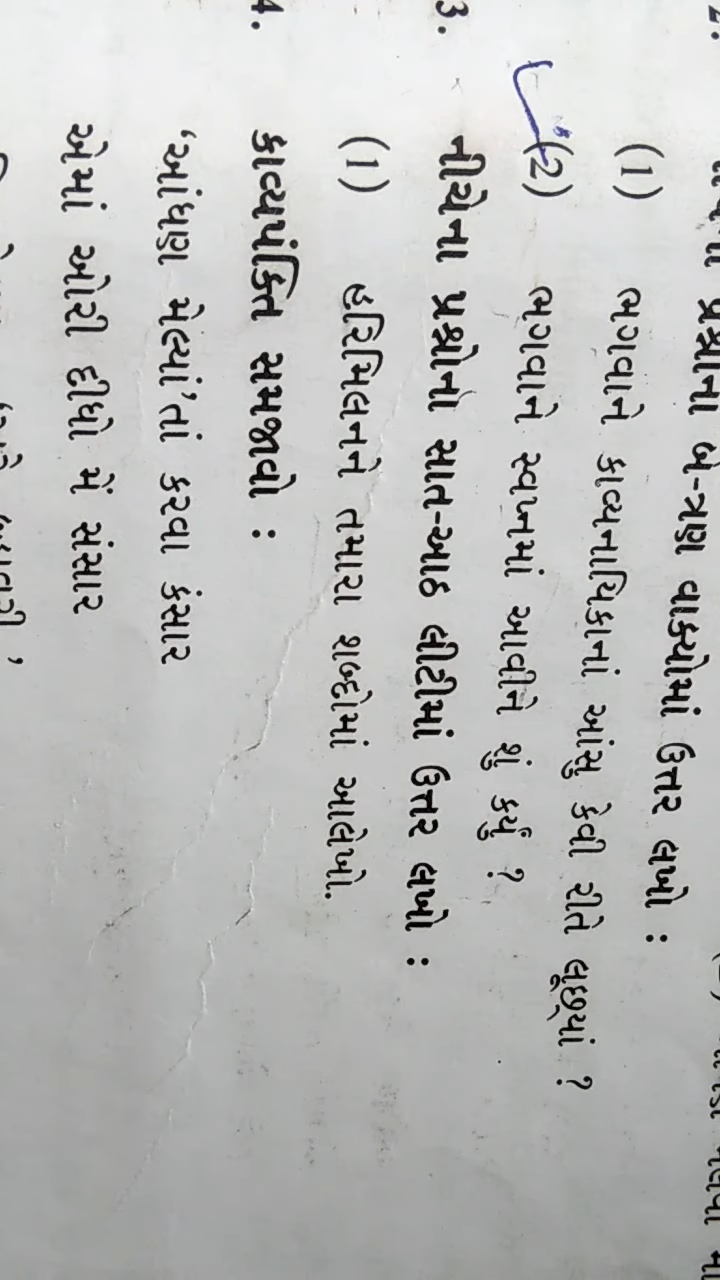 2.
પ્રશ્નોના બે-ત્રણ વાક્યોમાં ઉત્તર લખો :
(1) ભગવાને કાવ્યનાયિકાનાં આંસુ કેવી રીતે લૂછ્યાં ?
(2) ભગવાને સ્વપ્નમાં આવીને શું કર્યું ?
3. નીચેના પ્રશ્નોનો સાત-આઠ લીટીમાં ઉત્તર લખો :
(1) હરિમિલનને તમારા શબ્દોમાં આલેખો.
4. કાવ્યપંક્તિ સમજાવો :
‘આંધણ મેલ્યાં’તાં કરવા કંસાર
એમાં ઓરી દીધો મેં સંસાર